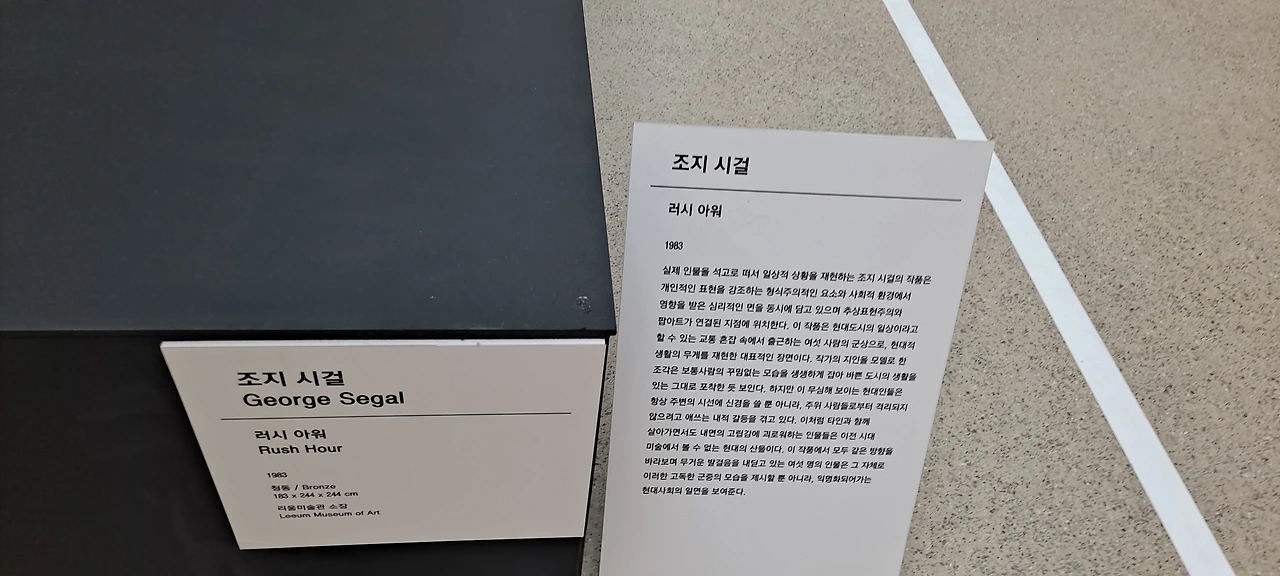 조지 시걸
George Segal
러시 아워
Rush Hour
1983
청동 / Bronze
183 x 244 x 244 cm
리움미술관 소장
Leeum Museum of Art
조지 시걸
러시 아워
1983
실제 인물을 석고로 떠서 일상적 상황을 재현하는 조지 시걸의 작품은
개인적인 표현을 강조하는 형식주의적인 요소와 사회적 환경에서
영향을 받은 심리적인 면을 동시에 담고 있으며 추상표현주의와
팝아트가 연결된 지점에 위치한다. 이 작품은 현대도시의 일상이라고
할 수 있는 교통 혼잡 속에서 출근하는 여섯 사람의 군상으로, 현대적
생활의 무게를 재현한 대표적인 장면이다. 작가의 지인을 모델로 한
조각은 보통사람의 꾸밈없는 모습을 생생하게 잡아 바쁜 도시의 생활을
있는 그대로 포착한 듯 보인다. 하지만 이 무심해 보이는 현대인들은
항상 주변의 시선에 신경을 쓸 뿐 아니라, 주위 사람들로부터 격리되지
않으려고 애쓰는 내적 갈등을 겪고 있다. 이처럼 타인과 함께
살아가면서도 내면의 고립감에 괴로워하는 인물들은 이전 시대
미술에서 볼 수 없는 현대의 산물이다. 이 작품에서 모두 같은 방향을
바라보며 무거운 발걸음을 내딛고 있는 여섯 명의 인물은 그 자체로
이러한 고독한 군중의 모습을 제시할 뿐 아니라, 익명화되어가는
현대사회의 일면을 보여준다.